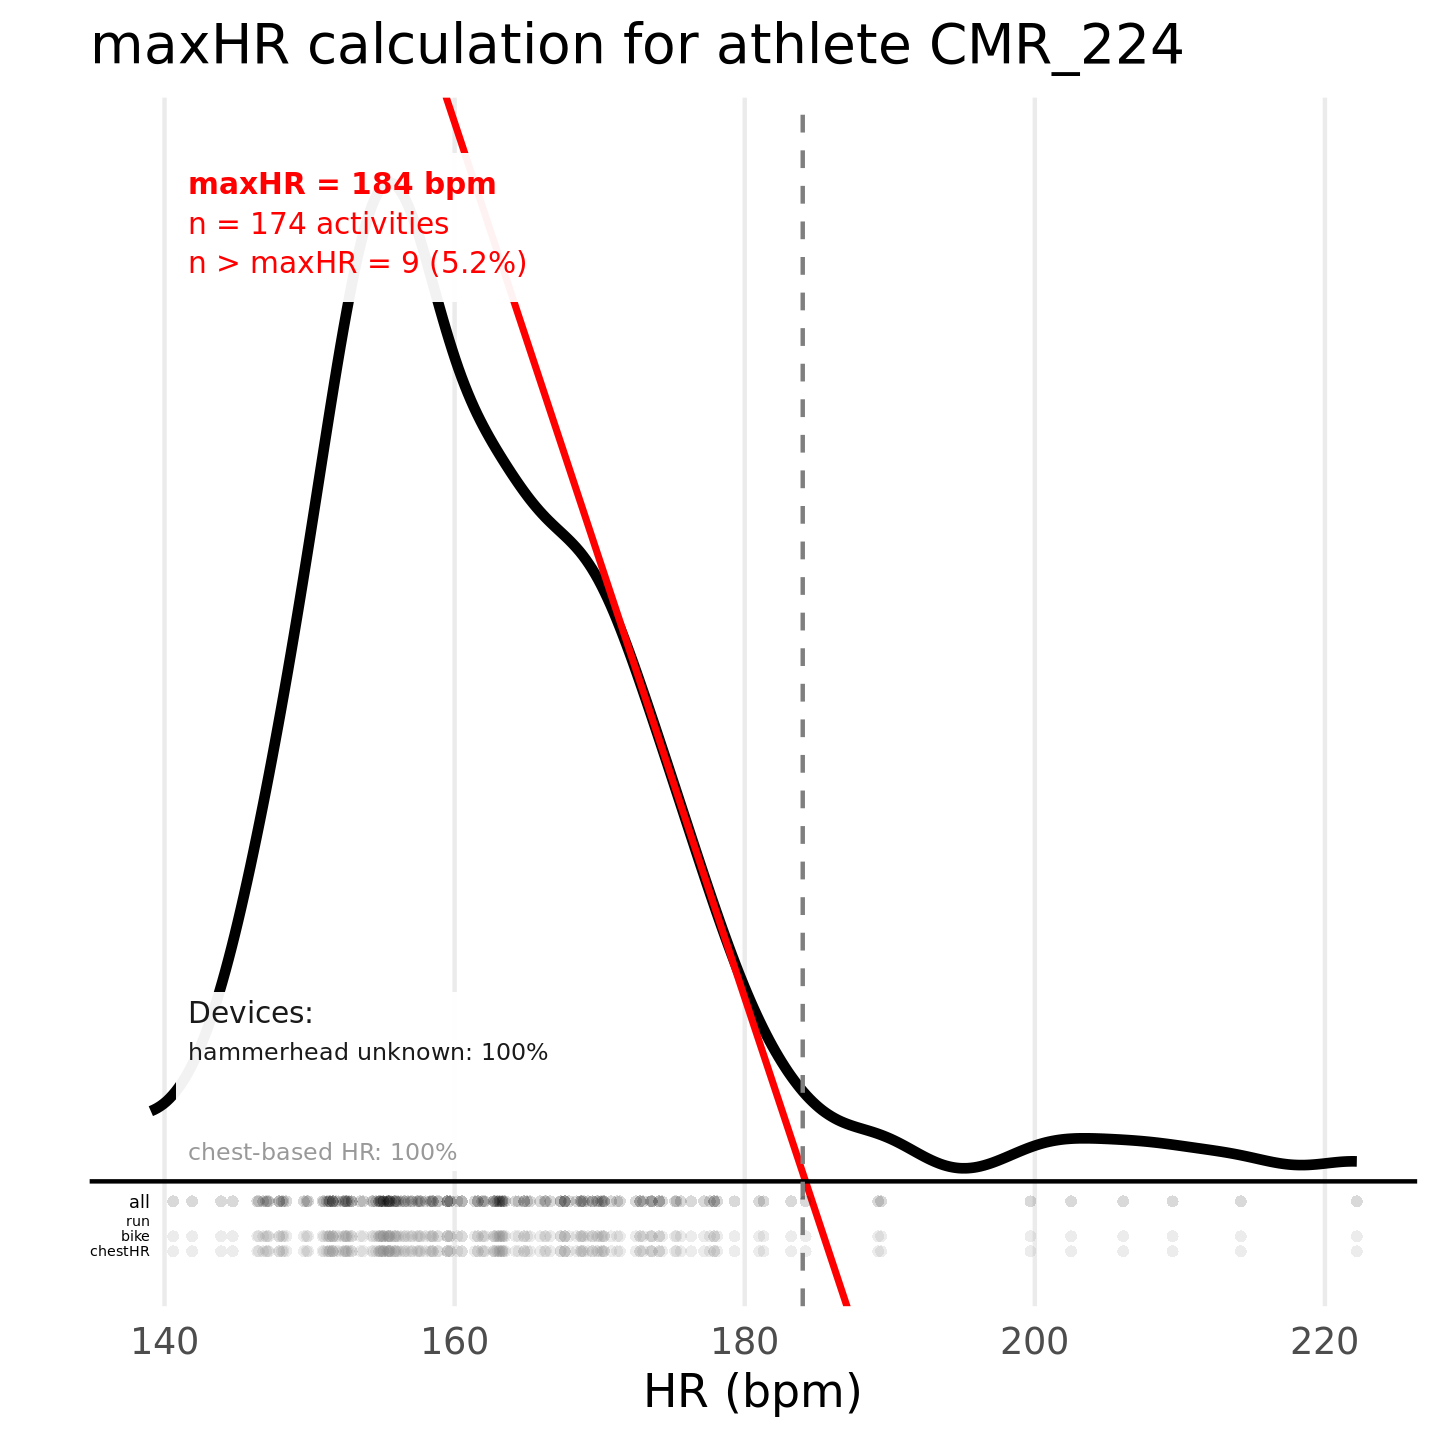 maxHR calculation for athlete CMR_224
maxHR = 184 bpm
n = 174 activities
n > maxHR = 9 (5.2%)
Devices:
hammerhead unknown: 100%
chest-based HR: 100%
all
run
bike
chestHR
140 160 180 200 220
HR (bpm)